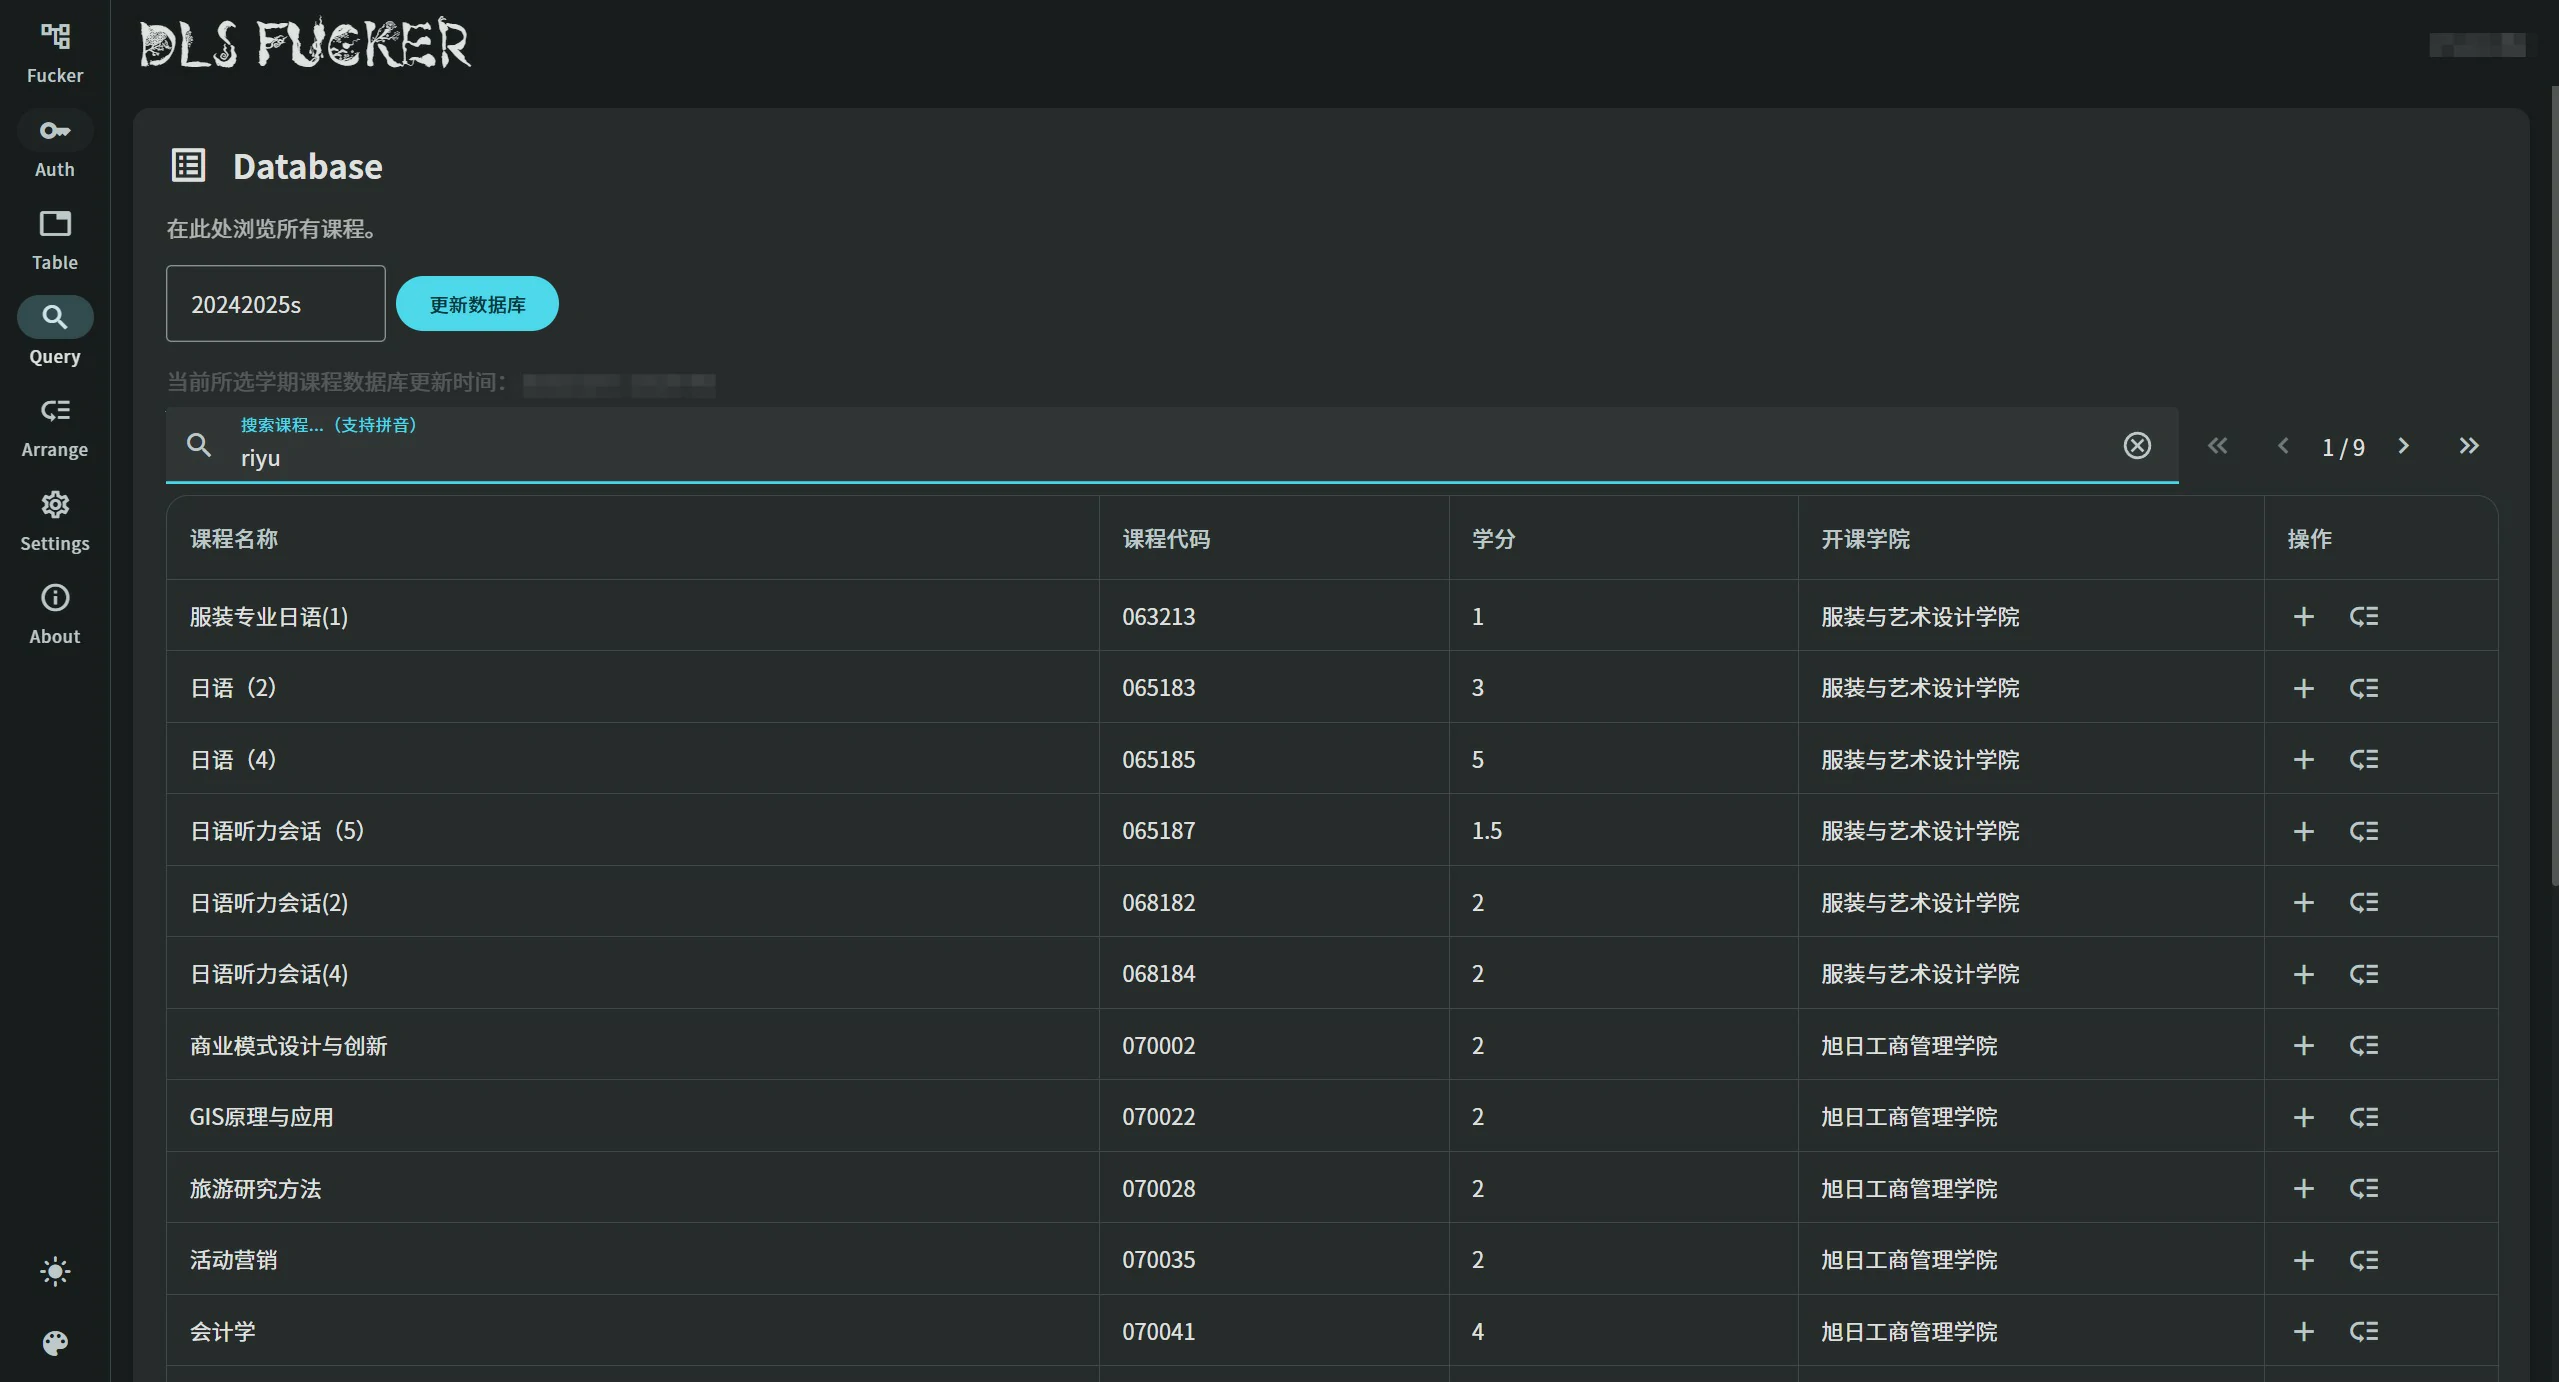 DLS FUCKER
Fucker
Auth
Table
Query
Arrange
Settings
About
Database
在此处浏览所有课程。
20242025s
更新数据库
当前所选学期课程数据库更新时间：
搜索课程...（支持拼音）
riyu
1 / 9
课程名称 课程代码 学分 开课学院 操作
服装专业日语(1) 063213 1 服装与艺术设计学院
日语（2） 065183 3 服装与艺术设计学院
日语（4） 065185 5 服装与艺术设计学院
日语听力会话（5） 065187 1.5 服装与艺术设计学院
日语听力会话(2) 068182 2 服装与艺术设计学院
日语听力会话(4) 068184 2 服装与艺术设计学院
商业模式设计与创新 070002 2 旭日工商管理学院
GIS原理与应用 070022 2 旭日工商管理学院
旅游研究方法 070028 2 旭日工商管理学院
活动营销 070035 2 旭日工商管理学院
会计学 070041 4 旭日工商管理学院